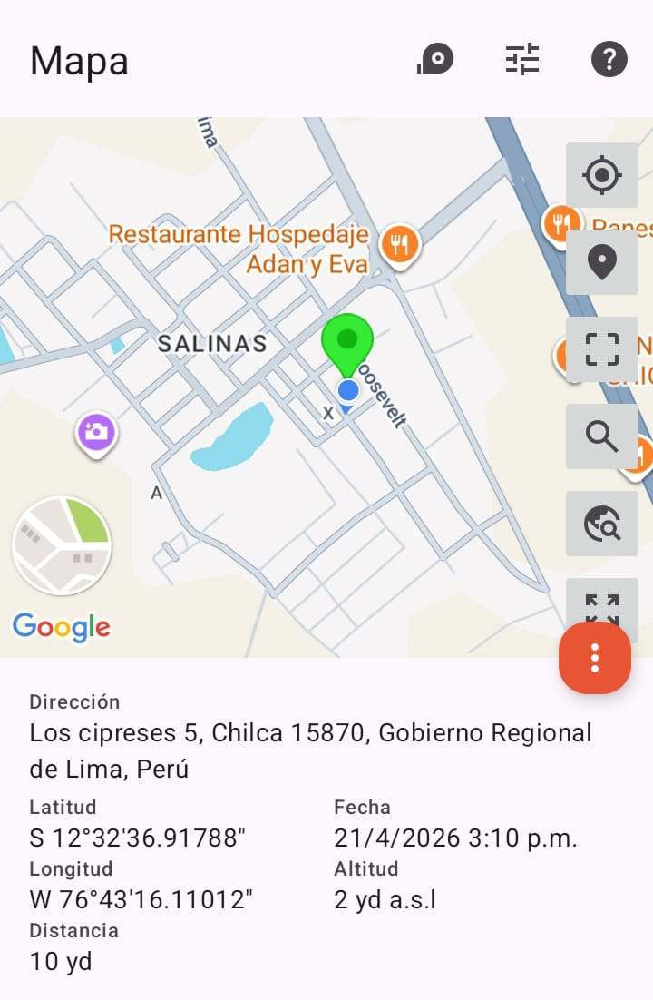 Mapa
ima
Restaurante Hospedaje
Adan y Eva
SALINAS
oosevelt
X
A
Google
Dirección
Los cipreses 5, Chilca 15870, Gobierno Regional
de Lima, Perú
Latitud
S 12°32'36.91788"
Fecha
21/4/2026 3:10 p.m.
Longitud
W 76°43'16.11012"
Altitud
2 yd a.s.l
Distancia
10 yd